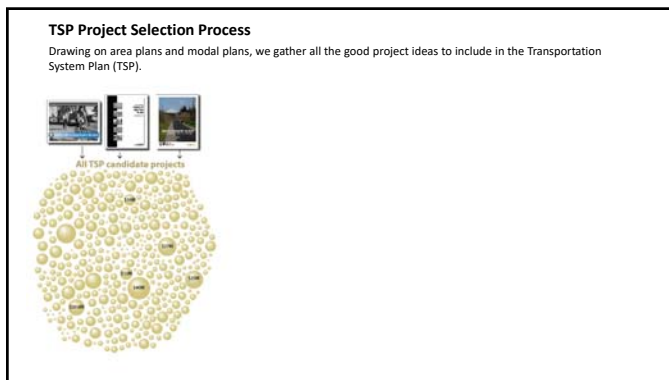 TSP Project Selection Process
Drawing on area plans and modal plans, we gather all the good project ideas to include in the Transportation
System Plan (TSP).
All TSP candidate projects